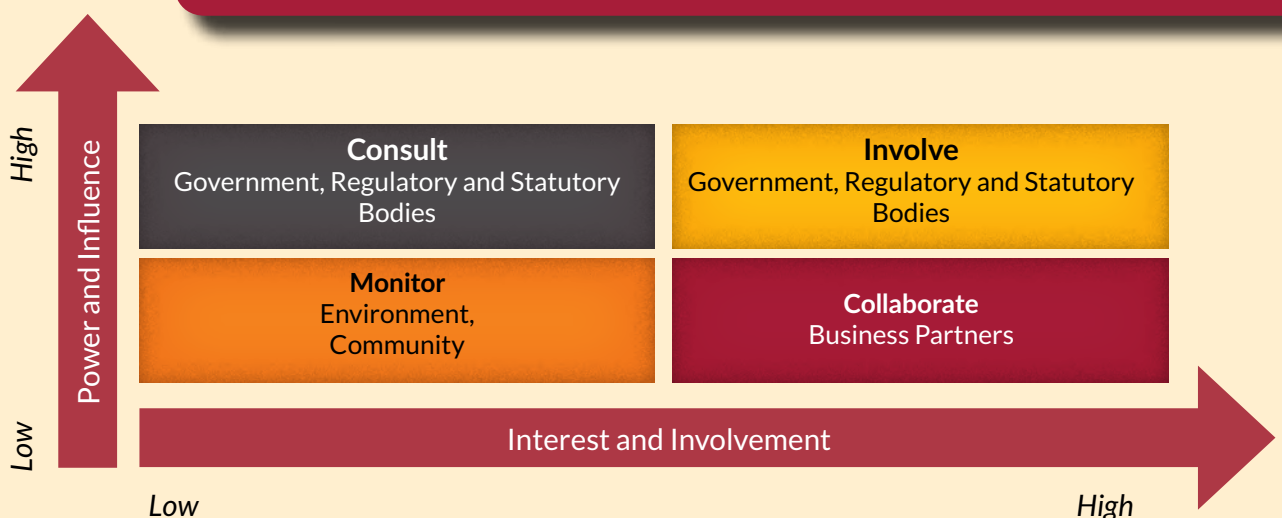 High
Power and Influence
Low
Consult
Government, Regulatory and Statutory
Bodies
Involve
Government, Regulatory and Statutory
Bodies
Monitor
Environment,
Community
Collaborate
Business Partners
Interest and Involvement
Low
High